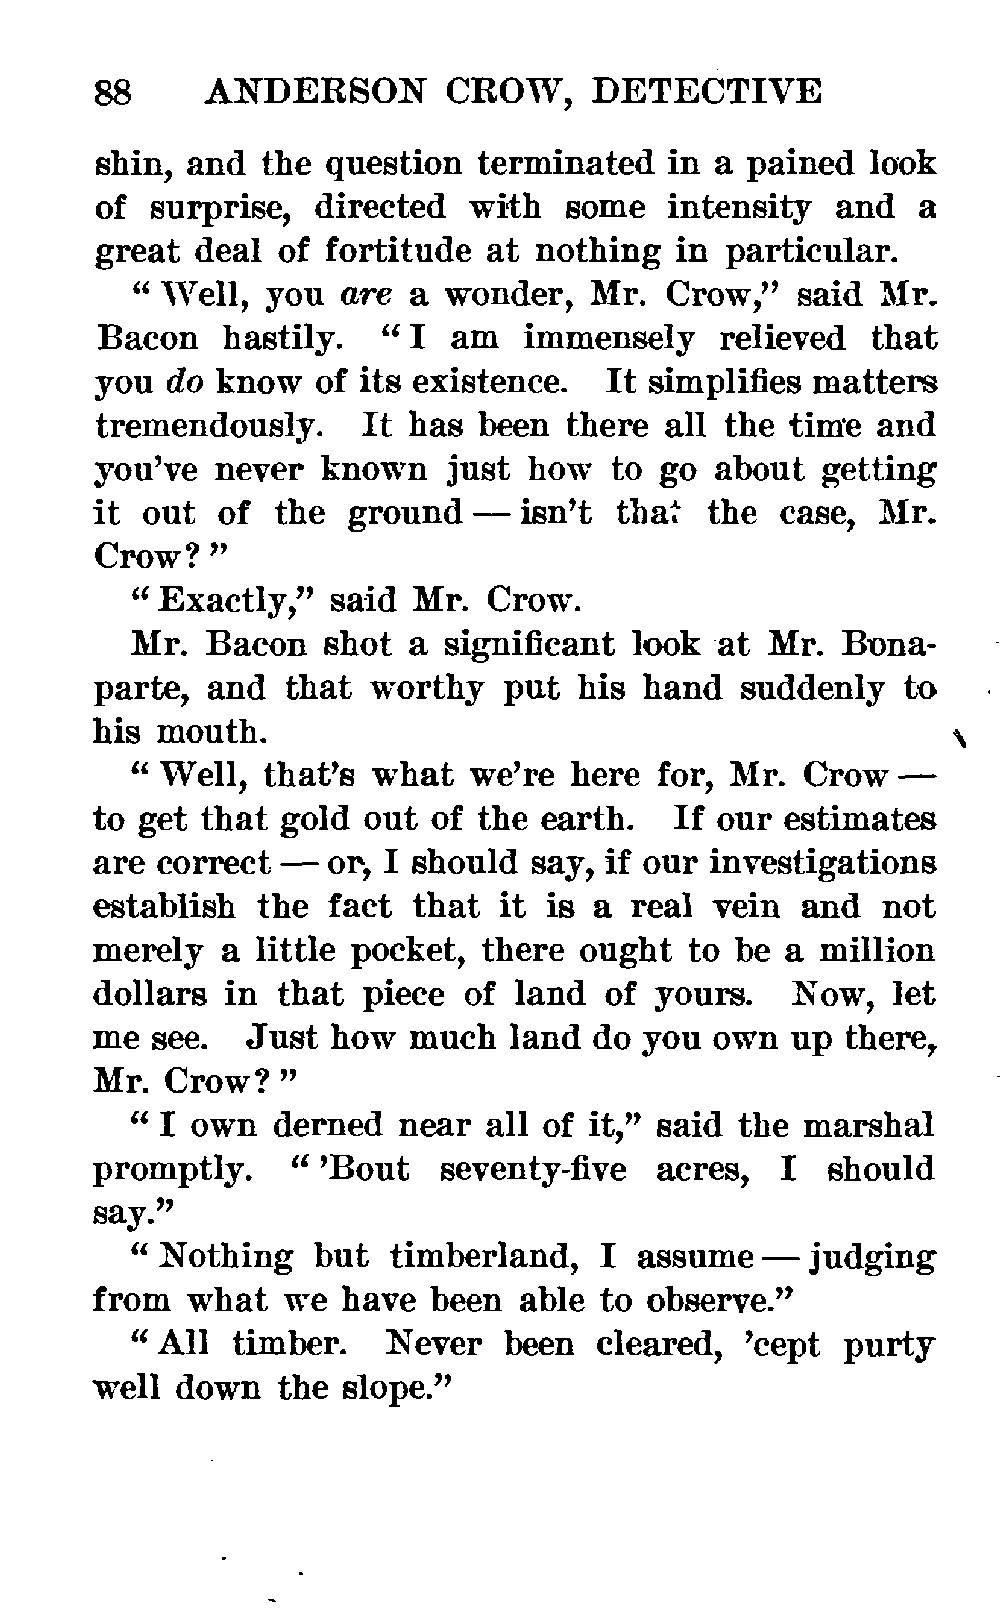 88 ANDERSON CROW, DETECTIVE
shin, and the question terminated in a pained look
of surprise, directed with some intensity and a
great deal of fortitude at nothing in particular.
“ Well, you are a wonder, Mr. Crow,” said Mr.
Bacon hastily. “ I am immensely relieved that
you do know of its existence. It simplifies matters
tremendously. It has been there all the time and
you’ve never known just how to go about getting
it out of the ground — isn’t that the case, Mr.
Crow? ”
“ Exactly,” said Mr. Crow.
Mr. Bacon shot a significant look at Mr. Bona-
parte, and that worthy put his hand suddenly to
his mouth.
“ Well, that’s what we’re here for, Mr. Crow —
to get that gold out of the earth. If our estimates
are correct — or, I should say, if our investigations
establish the fact that it is a real vein and not
merely a little pocket, there ought to be a million
dollars in that piece of land of yours. Now, let
me see. Just how much land do you own up there,
Mr. Crow? ”
“ I own derned near all of it,” said the marshal
promptly. “ ’Bout seventy-five acres, I should
say.”
“ Nothing but timberland, I assume — judging
from what we have been able to observe.”
“ All timber. Never been cleared, ’cept purty
well down the slope.”